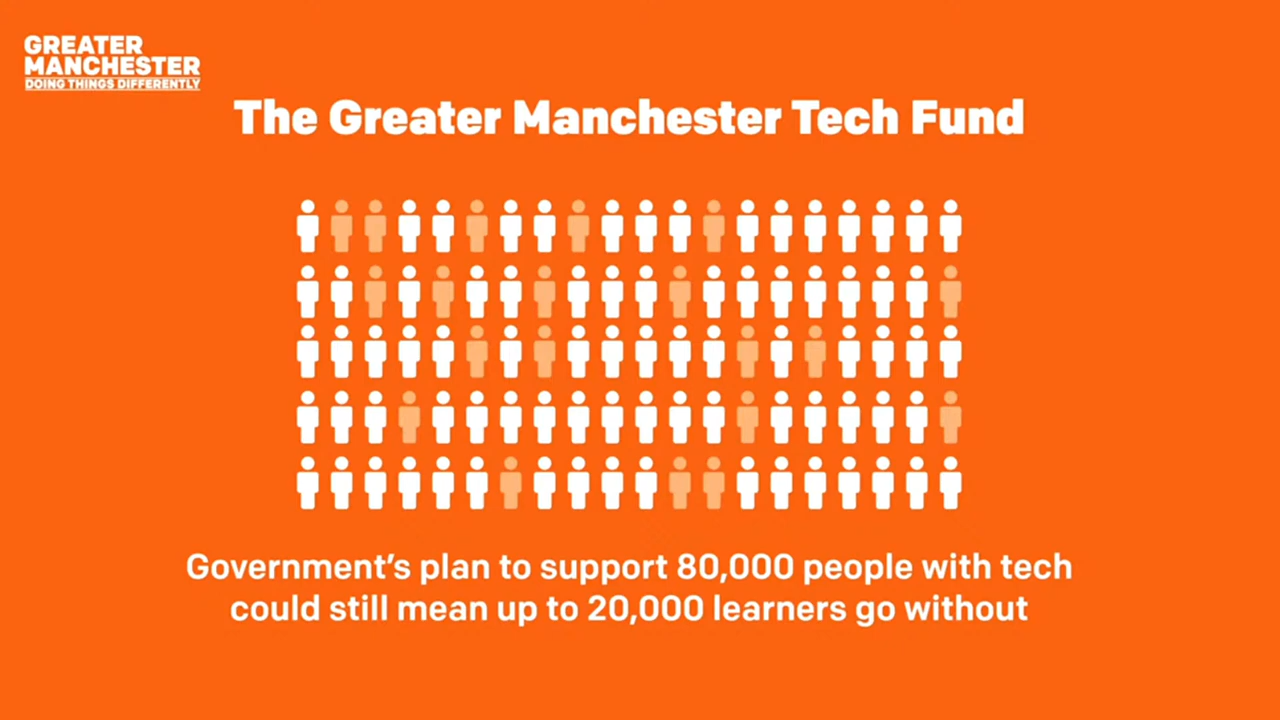 GREATER
MANCHESTER
DOING THINGS DIFFERENTLY
The Greater Manchester Tech Fund
Government’s plan to support 80,000 people with tech
could still mean up to 20,000 learners go without